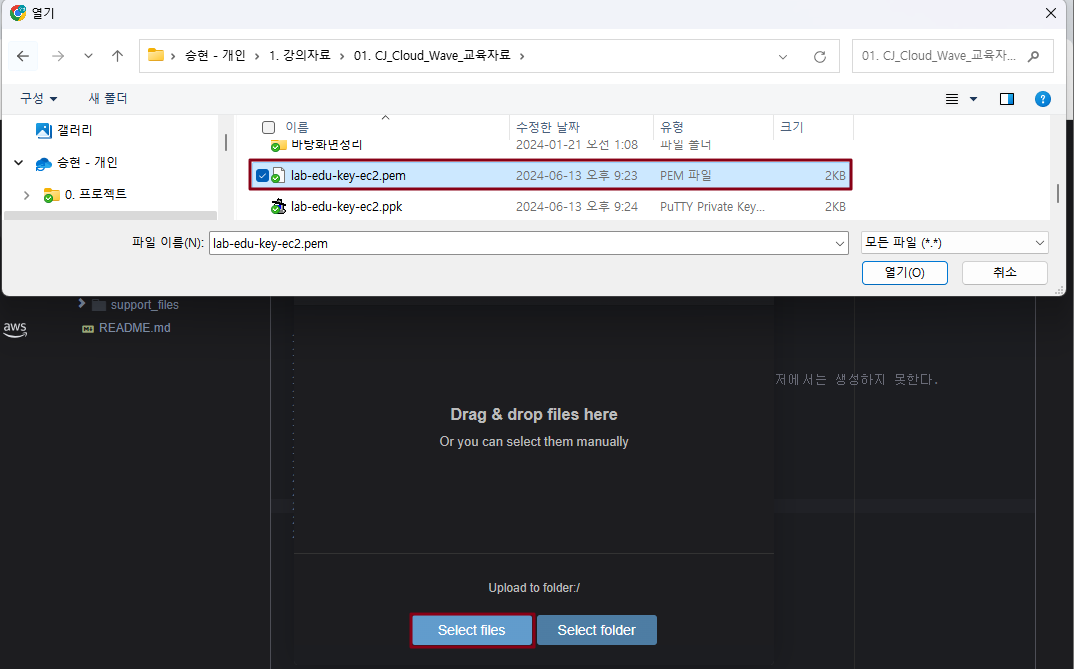 열기
승현 - 개인 > 1. 강의자료 > 01. CJ_Cloud_Wave_교육자료 >
01. CJ_Cloud_Wave_교육자...
구성 새 폴더
갤러리
승현 - 개인
0. 프로젝트
이름 수정한 날짜 유형 크기
바탕화면정리 2024-01-21 오전 1:08 파일 폴더
lab-edu-key-ec2.pem 2024-06-13 오후 9:23 PEM 파일 2KB
lab-edu-key-ec2.ppk 2024-06-13 오후 9:24 PuTTY Private Key... 2KB
파일 이름(N): lab-edu-key-ec2.pem 모든 파일 (*.*)
열기(O) 취소
support_files
aws
README.md
저에서는 생성하지 못한다.
Drag & drop files here
Or you can select them manually
Upload to folder:/
Select files Select folder